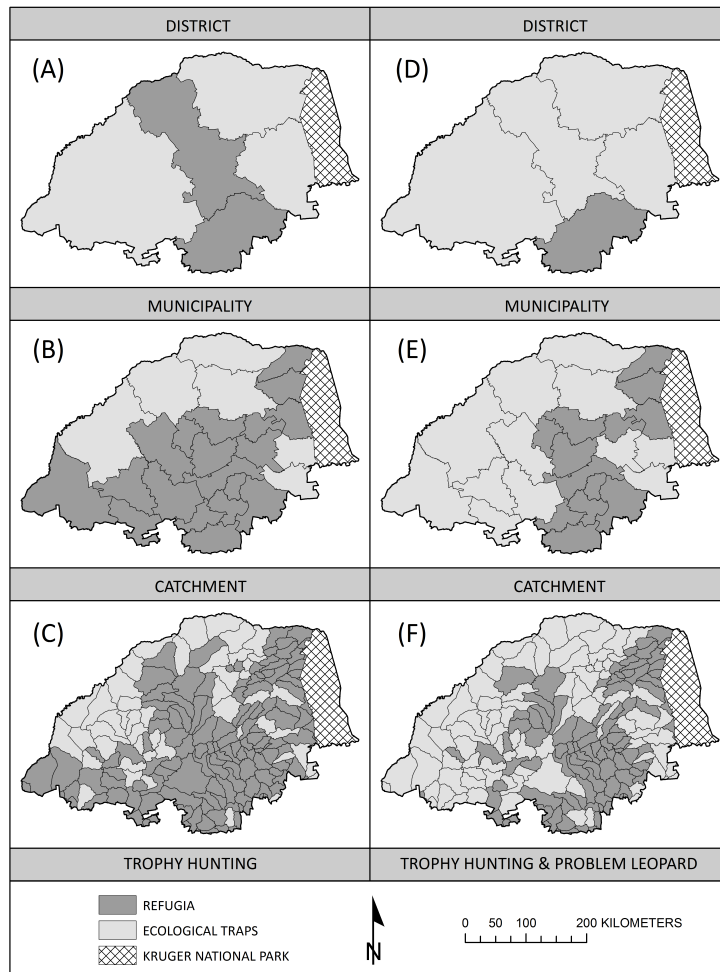 DISTRICT
DISTRICT
(A)
(D)
MUNICIPALITY
MUNICIPALITY
(B)
(E)
CATCHMENT
CATCHMENT
(C)
(F)
TROPHY HUNTING
TROPHY HUNTING & PROBLEM LEOPARD
REFUGIA
ECOLOGICAL TRAPS
KRUGER NATIONAL PARK
N
0 50 100 200 KILOMETERS